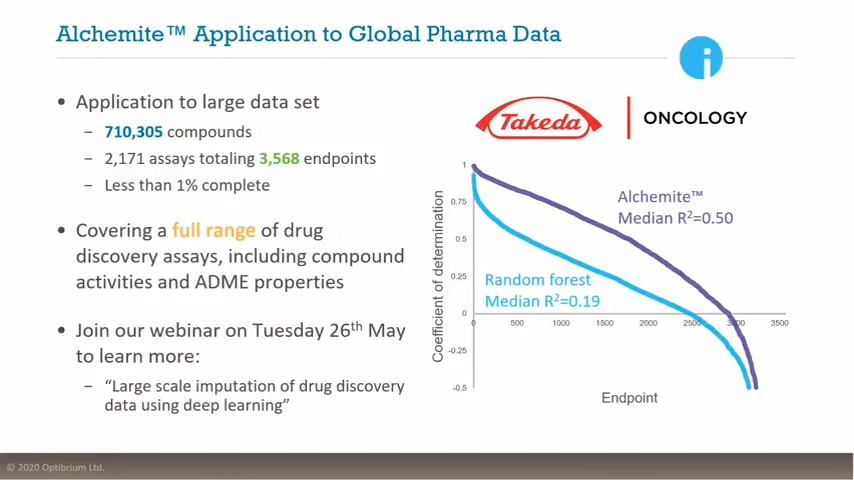 Alchemite™ Application to Global Pharma Data
i
• Application to large data set
– 710,305 compounds
– 2,171 assays totaling 3,568 endpoints
– Less than 1% complete
• Covering a full range of drug
discovery assays, including compound
activities and ADME properties
• Join our webinar on Tuesday 26th May
to learn more:
– “Large scale imputation of drug discovery
data using deep learning”
Takeda
ONCOLOGY
Coefficient of determination
1
0.75
0.5
0.25
0
-0.25
-0.5
Alchemite™
Median R²=0.50
Random forest
Median R²=0.19
0 500 1000 1500 2000 2500 3000 3500
Endpoint
© 2020 Optibrium Ltd.